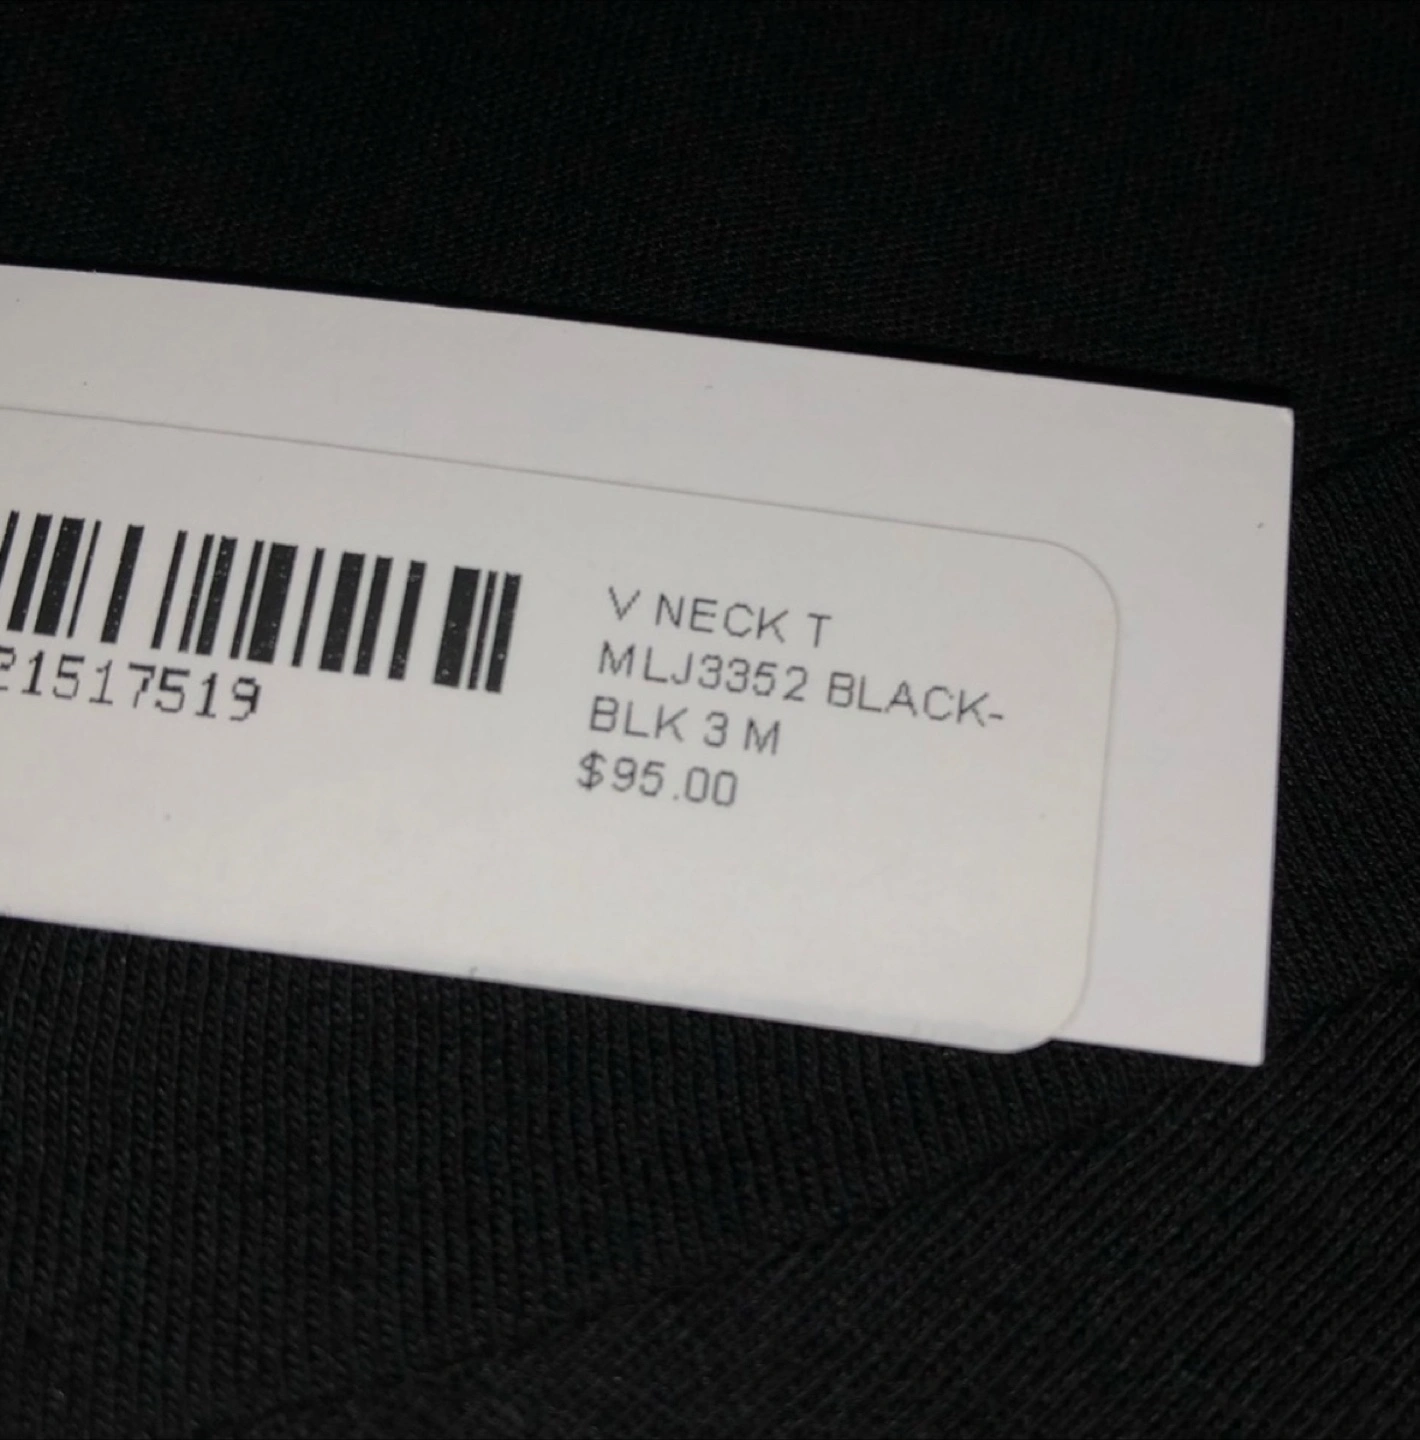 21517519
V NECK T
MLJ3352 BLACK-
BLK 3 M
$95.00